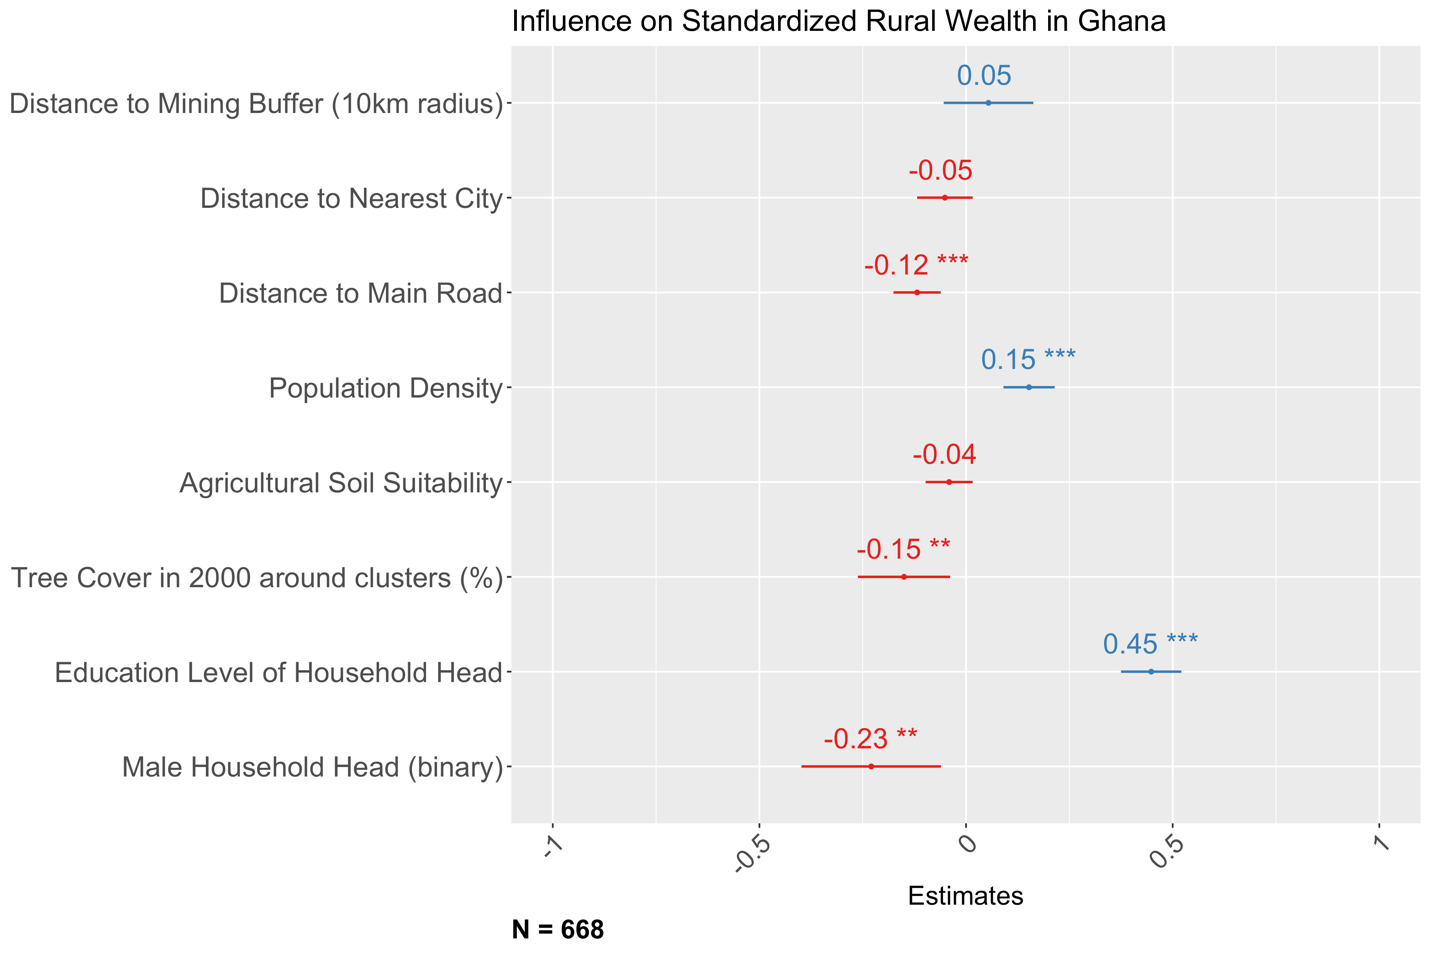 Influence on Standardized Rural Wealth in Ghana
Distance to Mining Buffer (10km radius)
0.05
Distance to Nearest City
-0.05
Distance to Main Road
-0.12 ***
Population Density
0.15 ***
Agricultural Soil Suitability
-0.04
Tree Cover in 2000 around clusters (%)
-0.15 **
Education Level of Household Head
0.45 ***
Male Household Head (binary)
-0.23 **
-1 -0.5 0 0.5 1
Estimates
N = 668